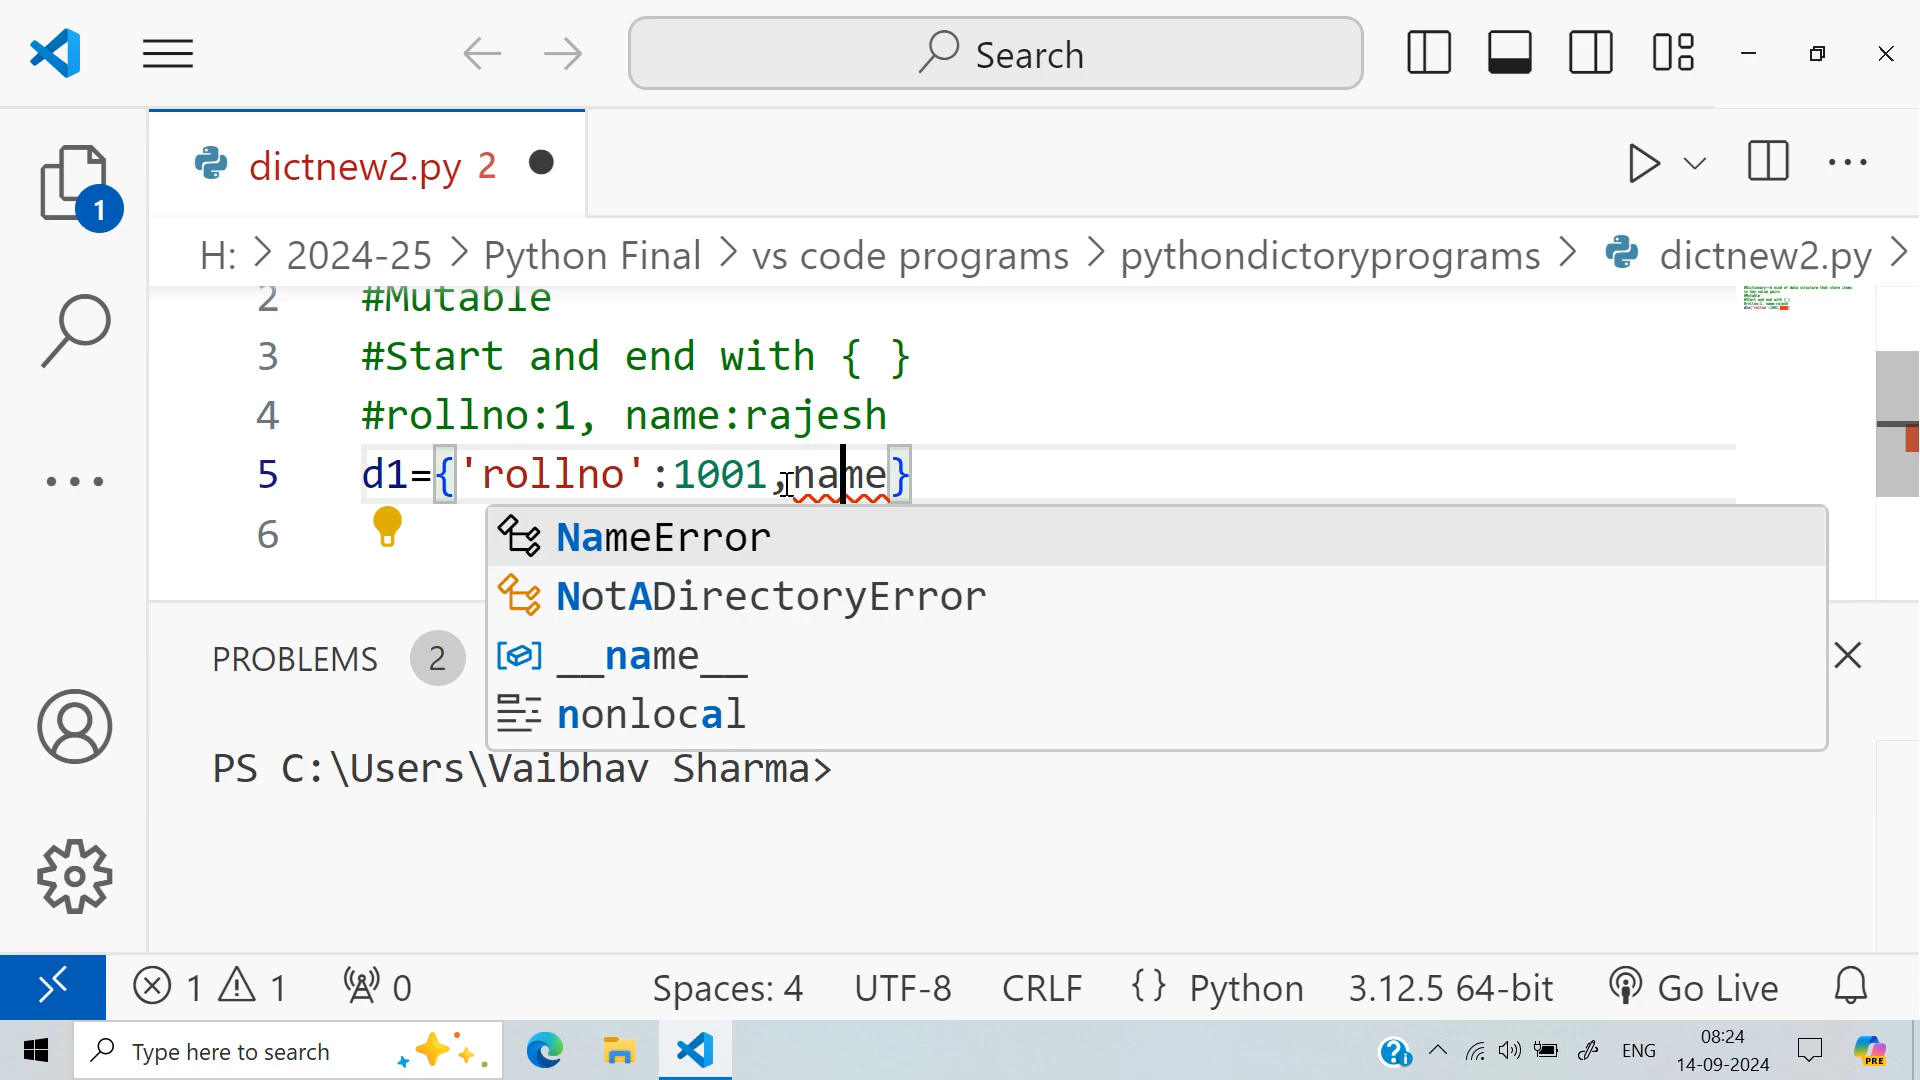 Search
dictnew2.py 2
1
H: > 2024-25 > Python Final > vs code programs > pythondictoryprograms > dictnew2.py >
2 #Mutable
3 #Start and end with { }
4 #rollno:1, name:rajesh
5 d1={'rollno':1001,name}
6
NameError
NotADirectoryError
__name__
nonlocal
PROBLEMS 2
PS C:\Users\Vaibhav Sharma>
1 1 0 Spaces: 4 UTF-8 CRLF {} Python 3.12.5 64-bit Go Live
Type here to search
ENG
08:24
14-09-2024
PRE